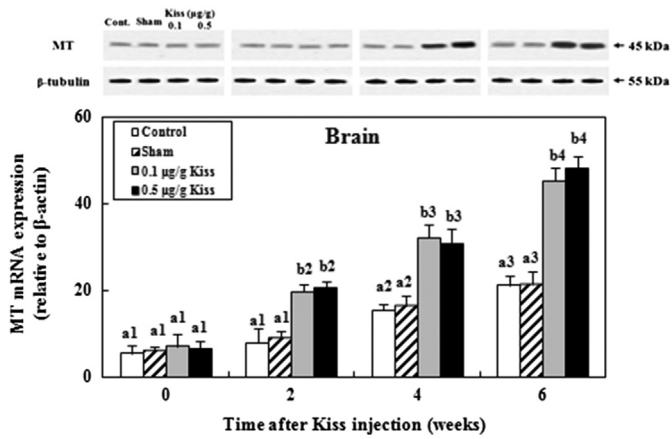 Kiss (µg/g)
Cont. Sham 0.1 0.5
MT
45 kDa
β-tubulin
55 kDa
Brain
Control
Sham
0.1 µg/g Kiss
0.5 µg/g Kiss
MT mRNA expression
(relative to β-actin)
60
40
20
0
a1 a1 a1 a1
a1 a1 b2 b2
a2 a2 b3 b3
a3 a3 b4 b4
0 2 4 6
Time after Kiss injection (weeks)